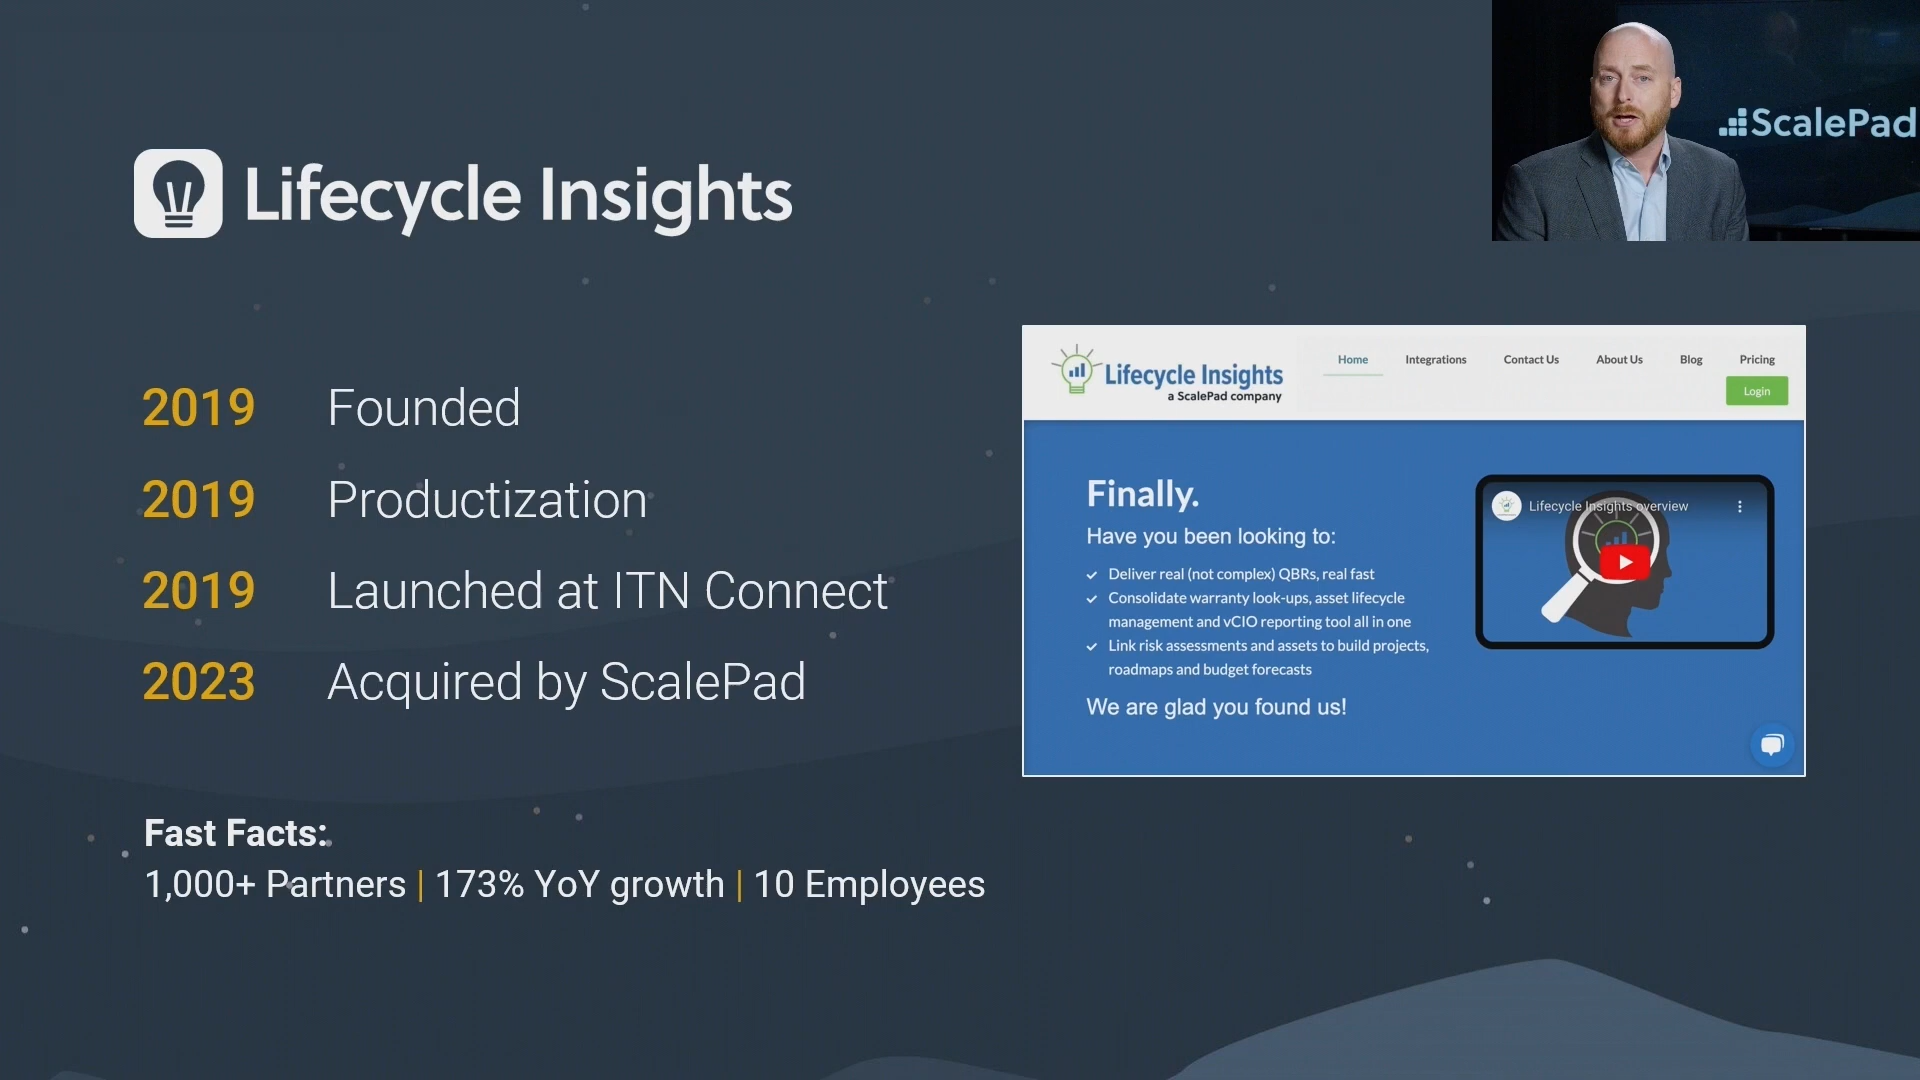 ScalePad
Lifecycle Insights
2019 Founded
2019 Productization
2019 Launched at ITN Connect
2023 Acquired by ScalePad
Fast Facts:
1,000+ Partners | 173% YoY growth | 10 Employees
Lifecycle Insights
a ScalePad company
Home Integrations Contact Us About Us Blog Pricing
Login
Finally.
Have you been looking to:
Deliver real (not complex) QBRs, real fast
Consolidate warranty look-ups, asset lifecycle
management and vCIO reporting tool all in one
Link risk assessments and assets to build projects,
roadmaps and budget forecasts
We are glad you found us!
Lifecycle Insights overview